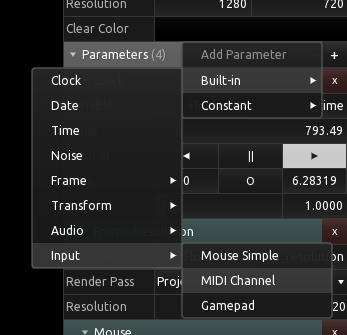 Resolution 1280 720
Clear Color
Parameters (4) Add Parameter +
Clock Built-in x
Date Constant ime
Time 793.49
Noise ||
Frame 0 O 6.28319
Transform 1.0000
Audio on x
Input Mouse Simple
MIDI Channel
Render Pass Proj
Gamepad
Resolution 20
Mouse x